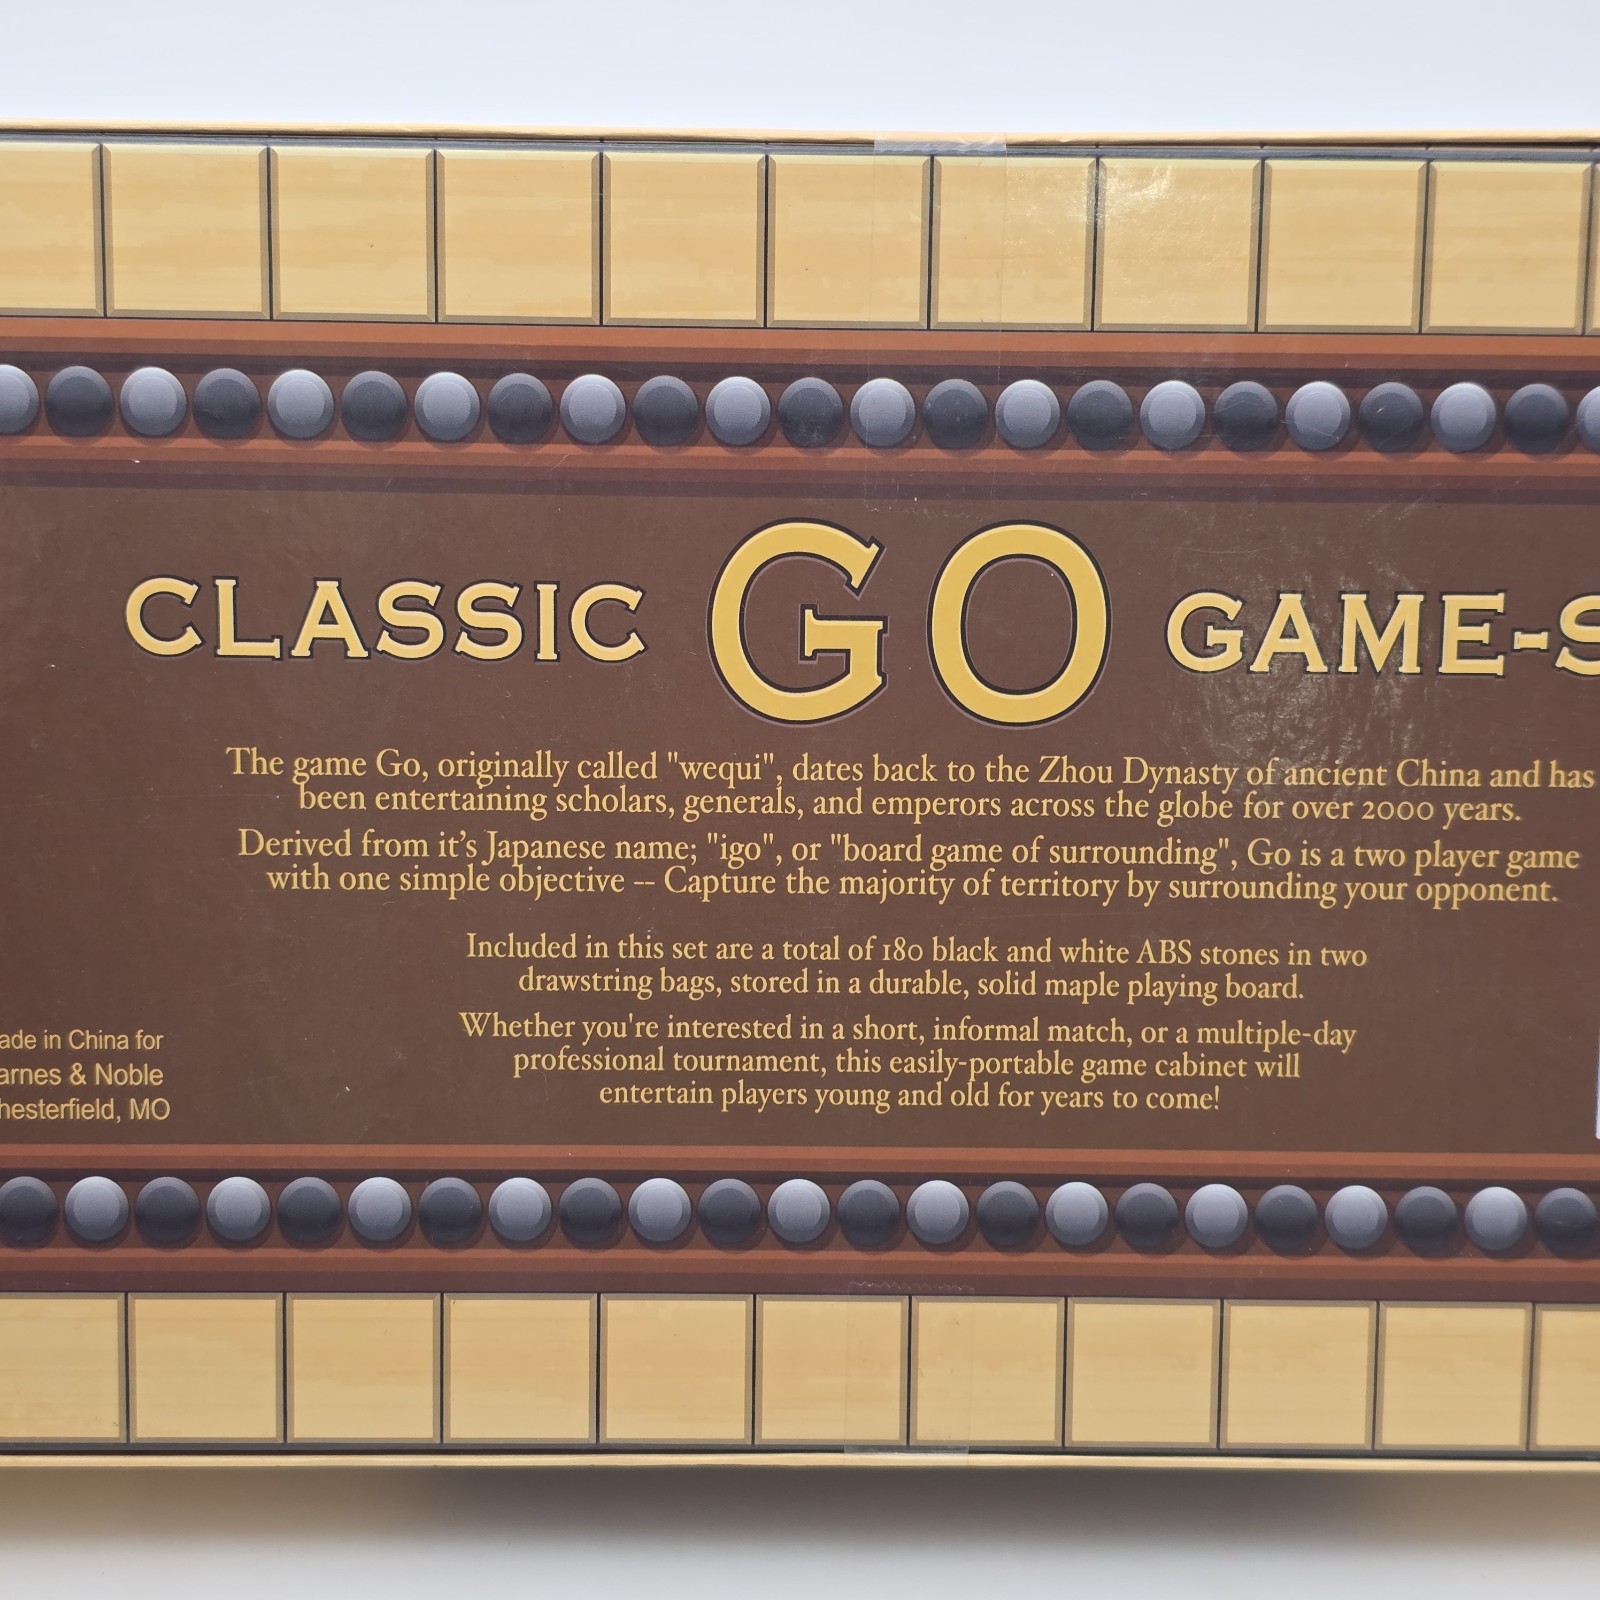 CLASSIC GO GAME-S
The game Go, originally called "wequi", dates back to the Zhou Dynasty of ancient China and has
been entertaining scholars, generals, and emperors across the globe for over 2000 years.
Derived from it's Japanese name; "igo", or "board game of surrounding", Go is a two player game
with one simple objective -- Capture the majority of territory by surrounding your opponent.
Included in this set are a total of 180 black and white ABS stones in two
drawstring bags, stored in a durable, solid maple playing board.
Whether you're interested in a short, informal match, or a multiple-day
professional tournament, this easily-portable game cabinet will
entertain players young and old for years to come!
ade in China for
arnes & Noble
hesterfield, MO